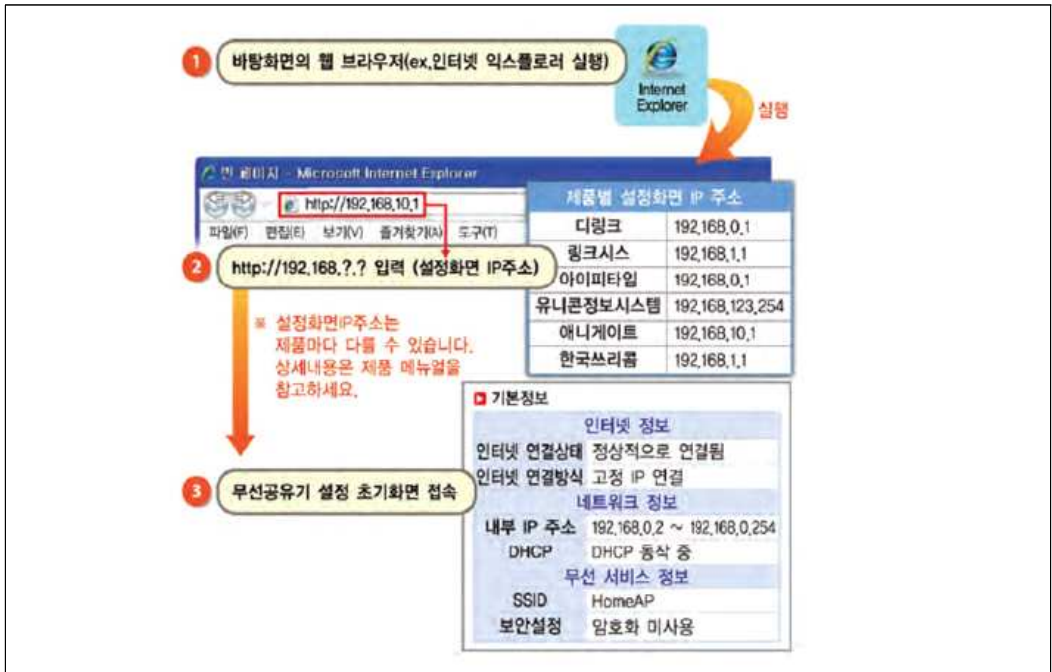 1 바탕화면의 웹 브라우저(ex.인터넷 익스플로러 실행)
Internet
Explorer
실행
빈 페이지 - Microsoft Internet Explorer
http://192.168.10.1
파일(F) 편집(E) 보기(V) 즐겨찾기(A) 도구(T)
2 http://192.168.?.? 입력 (설정화면 IP주소)
제품별 설정화면 IP 주소
디링크 192.168.0.1
링크시스 192.168.1.1
아이피타임 192.168.0.1
유니콘정보시스템 192.168.123.254
애니게이트 192.168.10.1
한국쓰리콤 192.168.1.1
※ 설정화면IP주소는
제품마다 다를 수 있습니다.
상세내용은 제품 메뉴얼을
참고하세요.
3 무선공유기 설정 초기화면 접속
기본정보
인터넷 정보
인터넷 연결상태 정상적으로 연결됨
인터넷 연결방식 고정 IP 연결
네트워크 정보
내부 IP 주소 192.168.0.2 ~ 192.168.0.254
DHCP DHCP 동작 중
무선 서비스 정보
SSID HomeAP
보안설정 암호화 미사용